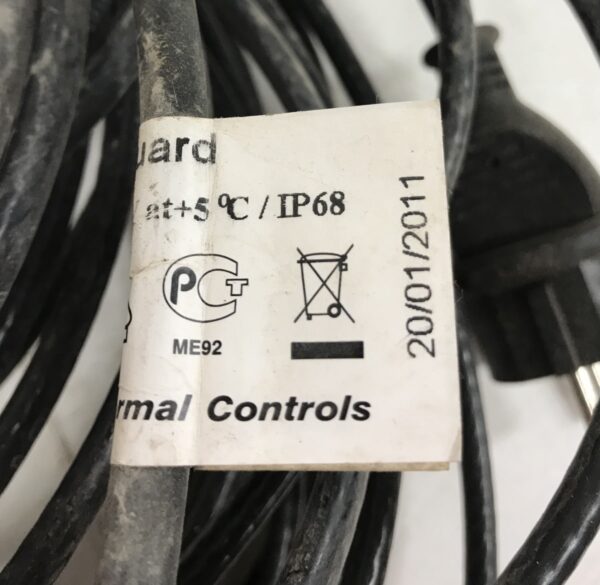 uard
at+5 °C / IP68
PCT
ME92
rmal Controls
20/01/2011